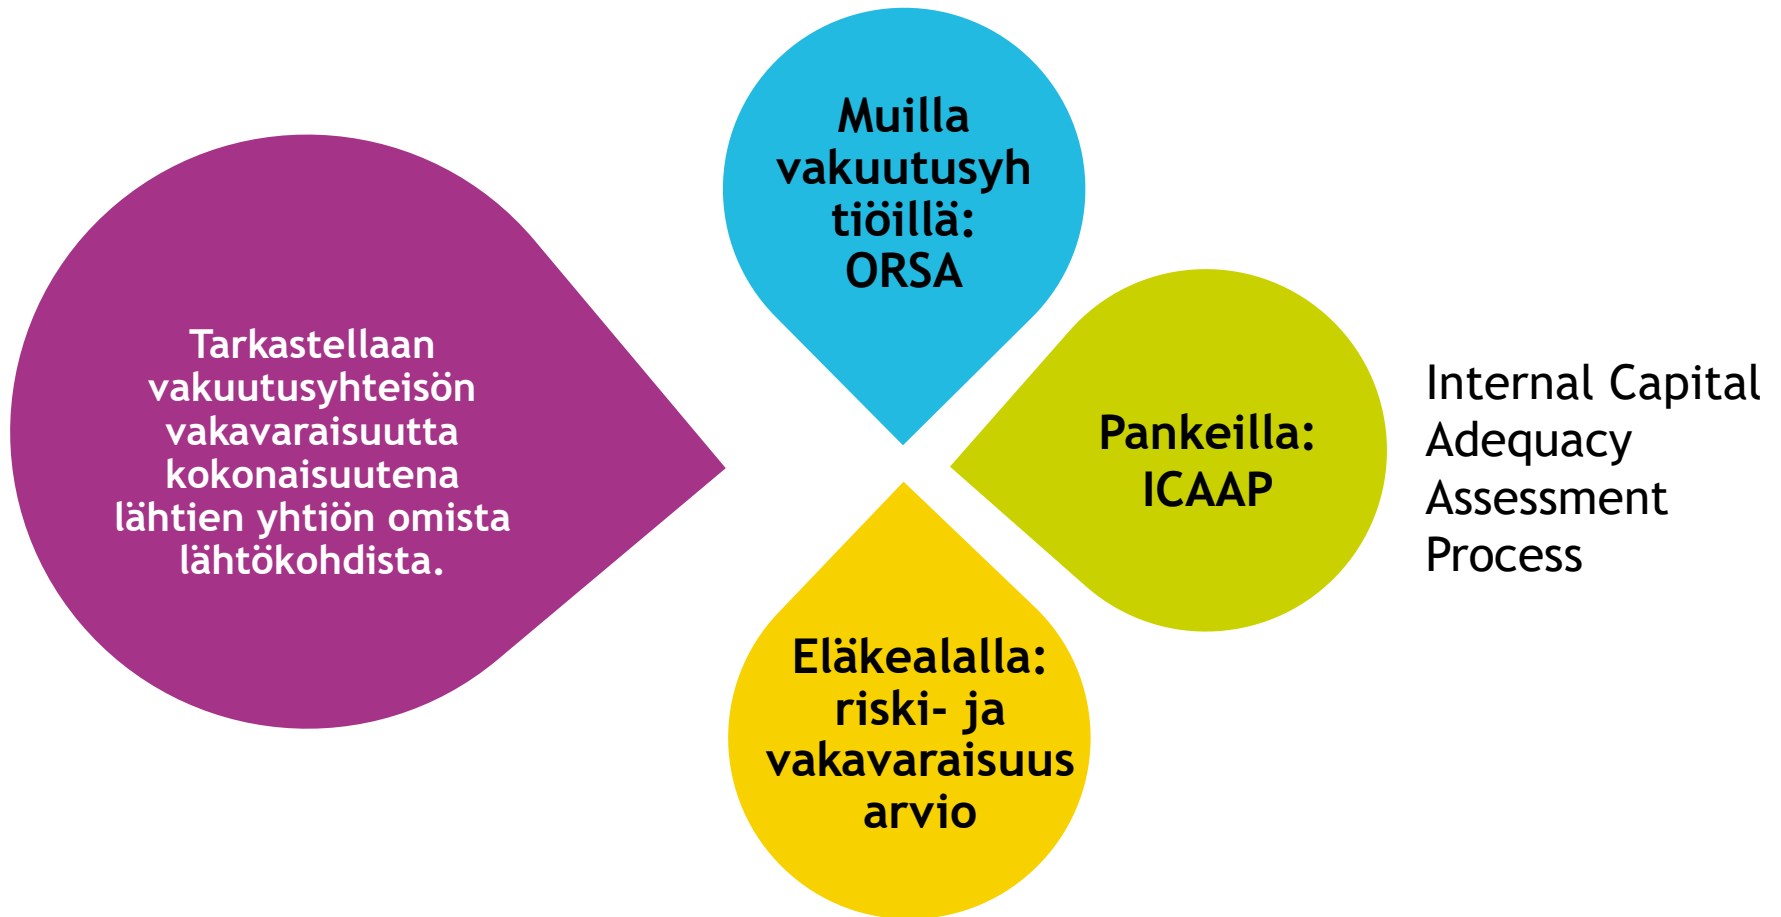 Tarkastellaan
vakuutusyhteisön
vakavaraisuutta
kokonaisuutena
lähtien yhtiön omista
lähtökohdista.
Muilla
vakuutusyh
tiöillä:
ORSA
Pankeilla:
ICAAP
Internal Capital
Adequacy
Assessment
Process
Eläkealalla:
riski- ja
vakavaraisuus
arvio